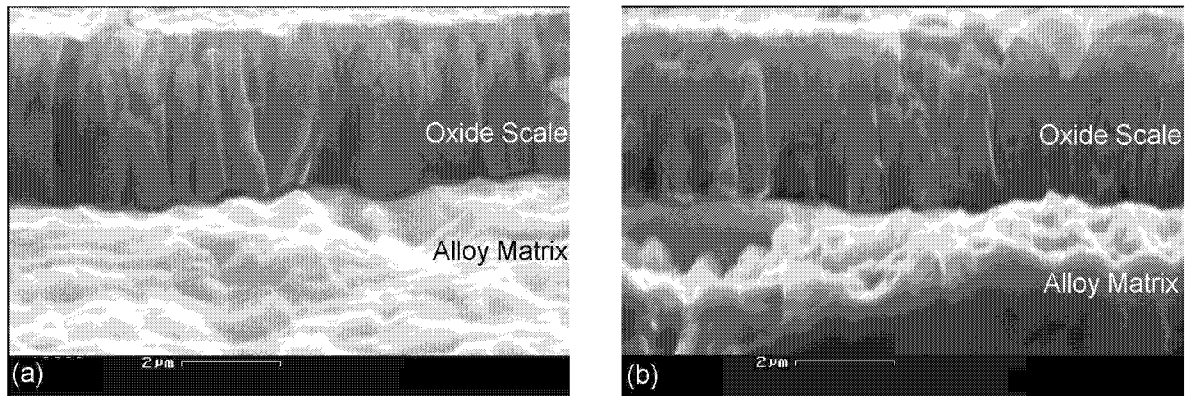 Oxide Scale
Alloy Matrix
2 μm
(a)
Oxide Scale
Alloy Matrix
2 μm
(b)